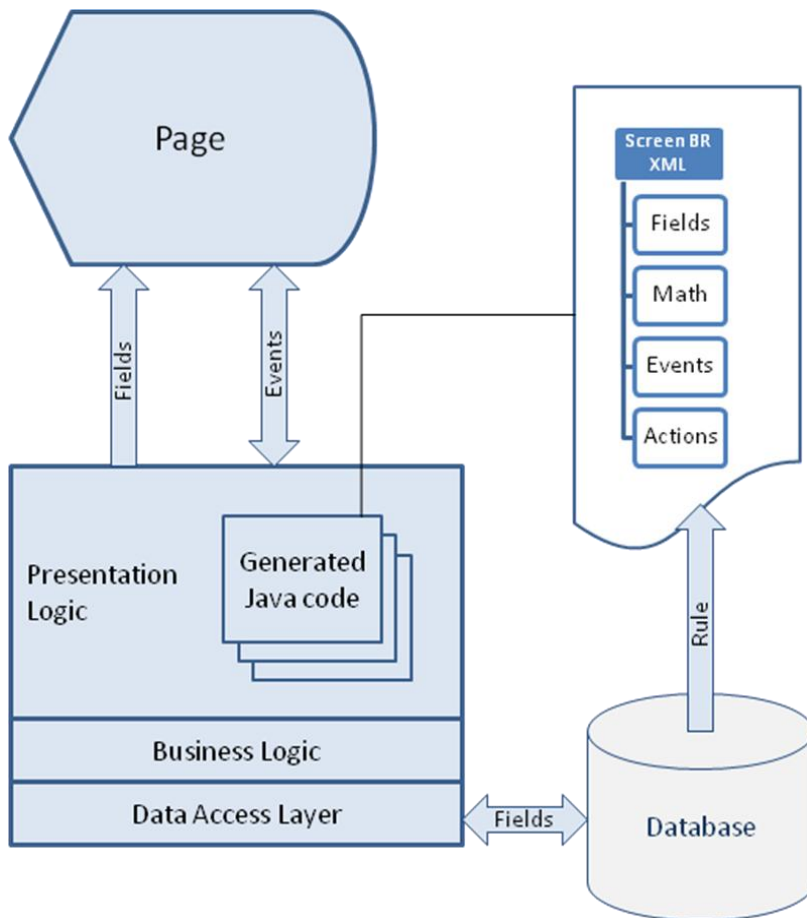 Page
Screen BR
XML
Fields
Math
Events
Actions
Fields
Events
Presentation
Logic
Generated
Java code
Rule
Business Logic
Data Access Layer
Fields
Database